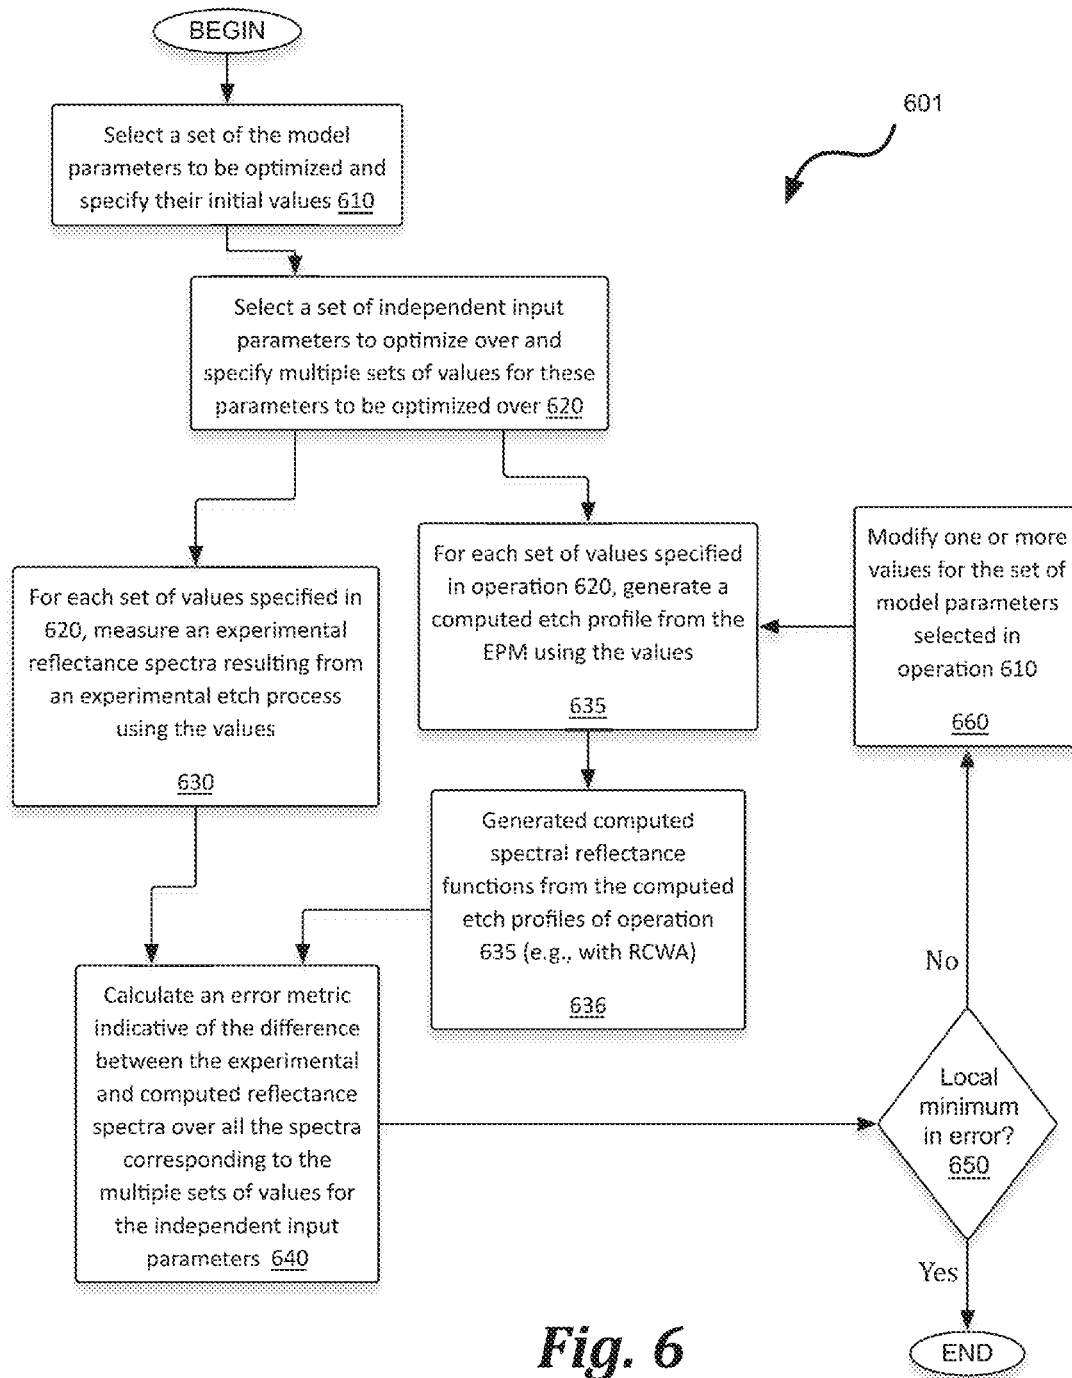 BEGIN
601
Select a set of the model
parameters to be optimized and
specify their initial values 610
Select a set of independent input
parameters to optimize over and
specify multiple sets of values for these
parameters to be optimized over 620
For each set of values specified in
620, measure an experimental
reflectance spectra resulting from
an experimental etch process
using the values
630
For each set of values specified
in operation 620, generate a
computed etch profile from the
EPM using the values
635
Modify one or more
values for the set of
model parameters
selected in
operation 610
660
Generated computed
spectral reflectance
functions from the computed
etch profiles of operation
635 (e.g., with RCWA)
636
Calculate an error metric
indicative of the difference
between the experimental
and computed reflectance
spectra over all the spectra
corresponding to the
multiple sets of values for
the independent input
parameters 640
No
Local
minimum
in error?
650
Yes
END
Fig. 6